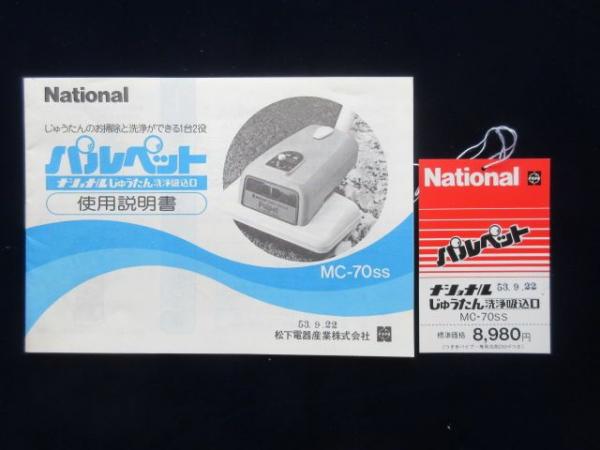 National
じゅうたんのお掃除と洗浄ができる1台2役
パルペット
ナショナルじゅうたん洗浄吸込口
使用説明書
MC-70SS
53.9.22
松下電器産業株式会社
National
パルペット
ナショナル 53.9.22
じゅうたん洗浄吸込口
MC-70SS
標準価格 8,980円